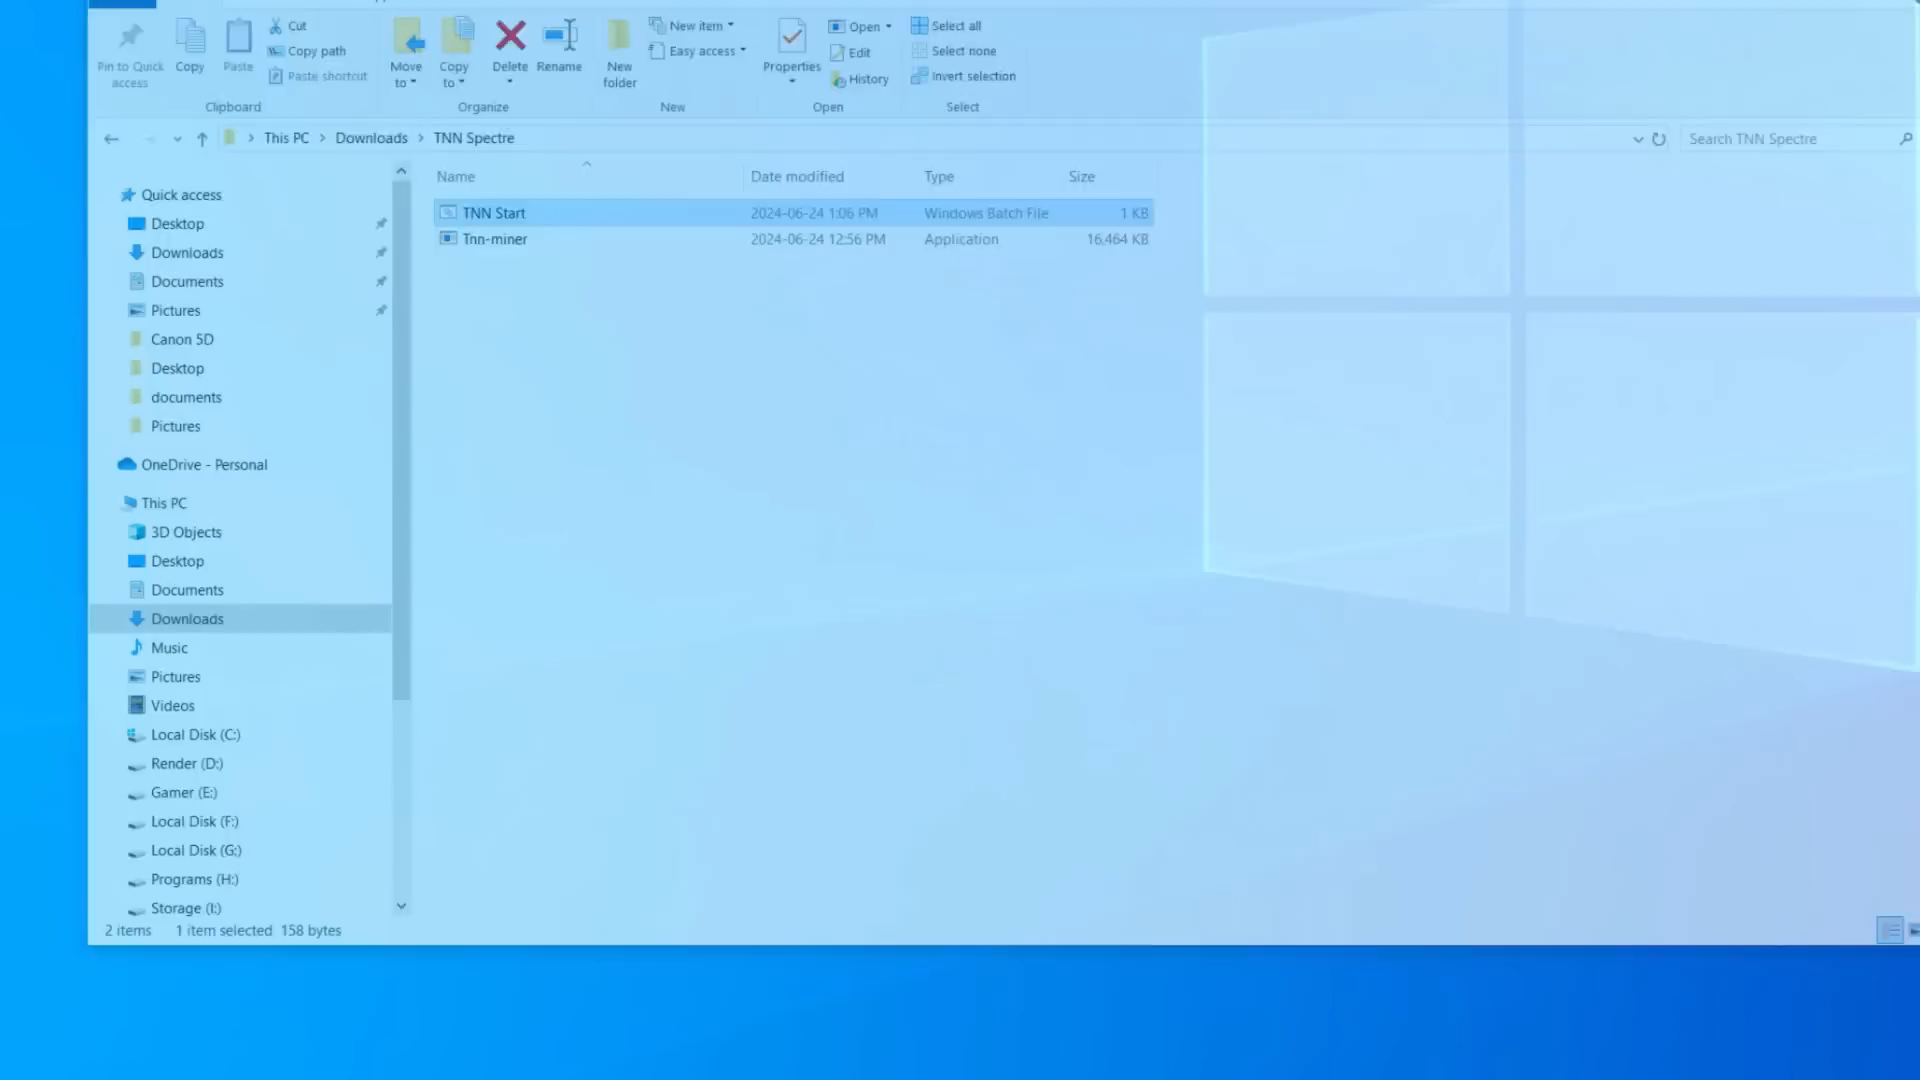 Cut
Copy path
Paste shortcut
Pin to Quick access
Copy
Paste
Clipboard
Move to
Copy to
Delete
Rename
Organize
New folder
New item
Easy access
New
Properties
Open
Edit
History
Open
Select all
Select none
Invert selection
Select
This PC > Downloads > TNN Spectre
Search TNN Spectre
Name Date modified Type Size
TNN Start 2024-06-24 1:06 PM Windows Batch File 1 KB
Tnn-miner 2024-06-24 12:56 PM Application 16,464 KB
Quick access
Desktop
Downloads
Documents
Pictures
Canon 5D
Desktop
documents
Pictures
OneDrive - Personal
This PC
3D Objects
Desktop
Documents
Downloads
Music
Pictures
Videos
Local Disk (C:)
Render (D:)
Gamer (E:)
Local Disk (F:)
Local Disk (G:)
Programs (H:)
Storage (I:)
2 items 1 item selected 158 bytes